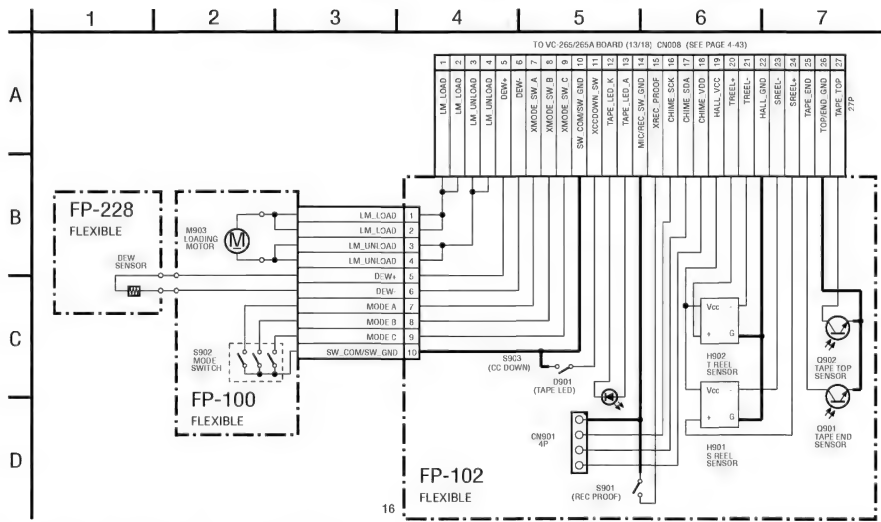 1 2 3 4 5 6 7
TO VC-265/265A BOARD (13/18) CN008 (SEE PAGE 4-43)
A
B
C
D
1 LM_LOAD
2 LM_LOAD
3 LM_UNLOAD
4 LM_UNLOAD
5 DEW+
6 DEW-
7 XMODE_SW_A
8 XMODE_SW_B
9 XMODE_SW_C
10 SW_COM/SW_GND
11 XCCDOWN_SW
12 TAPE_LED_K
13 TAPE_LED_A
14 MIC/REC_SW_GND
15 XREC_PROOF
16 CHIME_SCK
17 CHIME_SDA
18 CHIME_VDD
19 HALL_VCC
20 TREEL+
21 TREEL-
22 HALL_GND
23 SREEL-
24 SREEL+
25 TAPE_END
26 TOP/END_GND
27 TAPE_TOP
27P
FP-228
FLEXIBLE
DEW
SENSOR
M903
LOADING
MOTOR
M
S902
MODE
SWITCH
FP-100
FLEXIBLE
LM_LOAD 1
LM_LOAD 2
LM_UNLOAD 3
LM_UNLOAD 4
DEW+ 5
DEW- 6
MODE A 7
MODE B 8
MODE C 9
SW_COM/SW_GND 10
S903
(CC DOWN)
D901
(TAPE LED)
CN901
4P
S901
(REC PROOF)
Vcc -
+ G
H902
T REEL
SENSOR
Vcc -
+ G
H901
S REEL
SENSOR
Q902
TAPE TOP
SENSOR
Q901
TAPE END
SENSOR
FP-102
FLEXIBLE
16